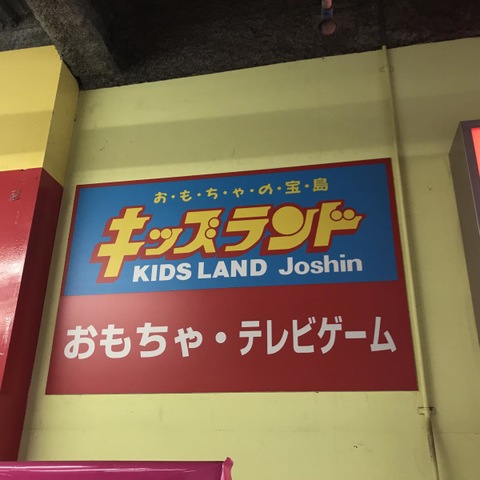 お・も・ちゃ・の・宝・島
キッズランド
KIDS LAND Joshin
おもちゃ・テレビゲーム